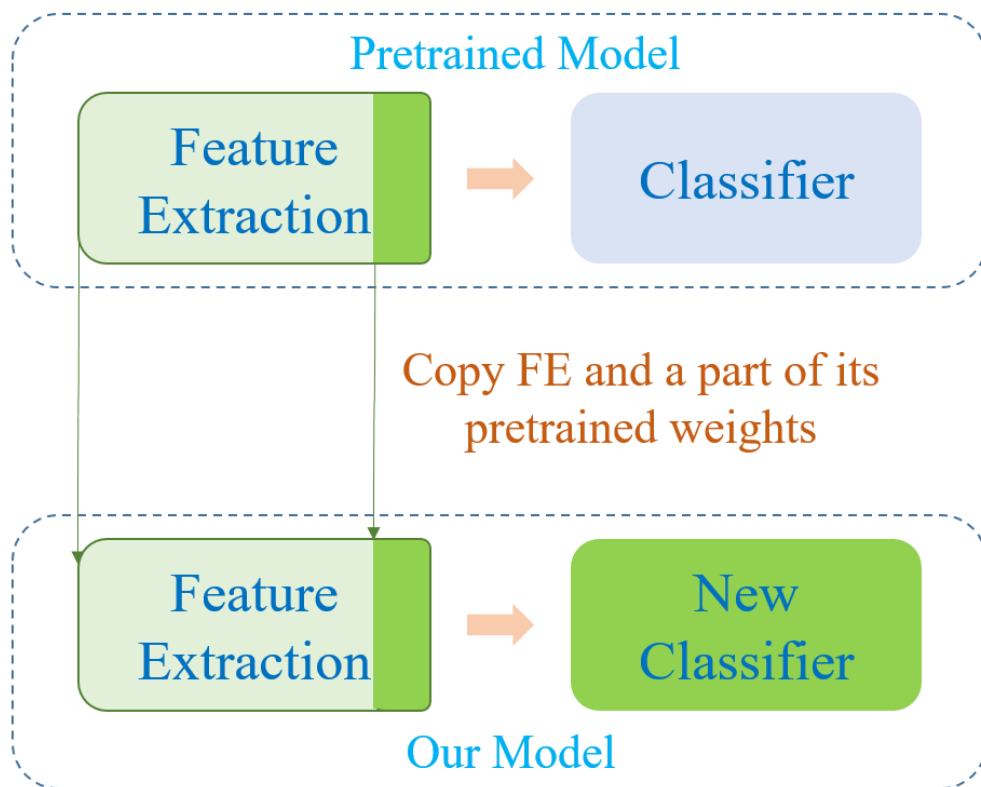 Pretrained Model
Feature
Extraction
Classifier
Copy FE and a part of its
pretrained weights
Feature
Extraction
New
Classifier
Our Model